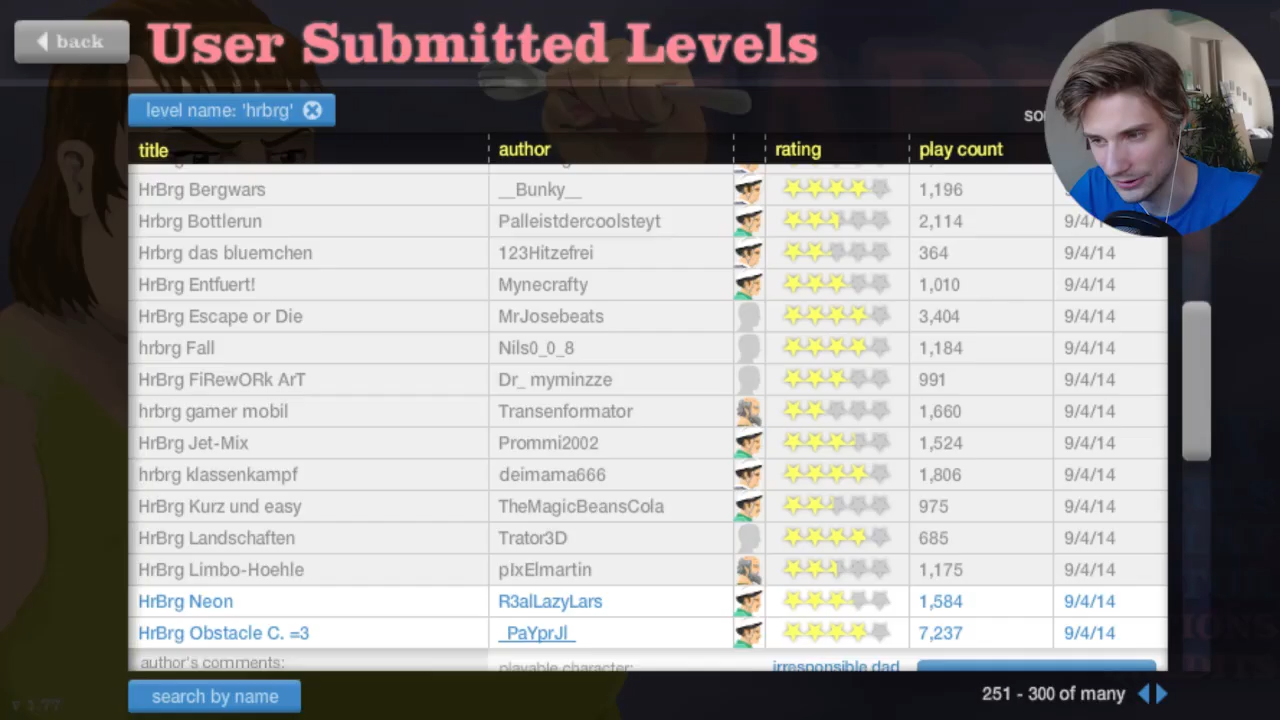 back
User Submitted Levels
level name: 'hrbrg'
title author rating play count
HrBrg Bergwars __Bunky__ 1,196
HrBrg Bottlerun Palleistdercoolsteyt 2,114
Hrbrg das bluemchen 123Hitzefrei 364 9/4/14
HrBrg Entfuert! Mynecrafty 1,010 9/4/14
HrBrg Escape or Die MrJosebeats 3,404 9/4/14
hrbrg Fall Nils0_0_8 1,184 9/4/14
HrBrg FiRewORk ArT Dr_ myminzze 991 9/4/14
hrbrg gamer mobil Transenformator 1,660 9/4/14
HrBrg Jet-Mix Prommi2002 1,524 9/4/14
hrbrg klassenkampf deimama666 1,806 9/4/14
HrBrg Kurz und easy TheMagicBeansCola 975 9/4/14
HrBrg Landschaften Trator3D 685 9/4/14
HrBrg Limbo-Hoehle pIxElmartin 1,175 9/4/14
HrBrg Neon R3alLazyLars 1,584 9/4/14
HrBrg Obstacle C. =3 _PaYprJl_ 7,237 9/4/14
author's comments: playable character: irresponsible dad
search by name 251 - 300 of many
v 1.77